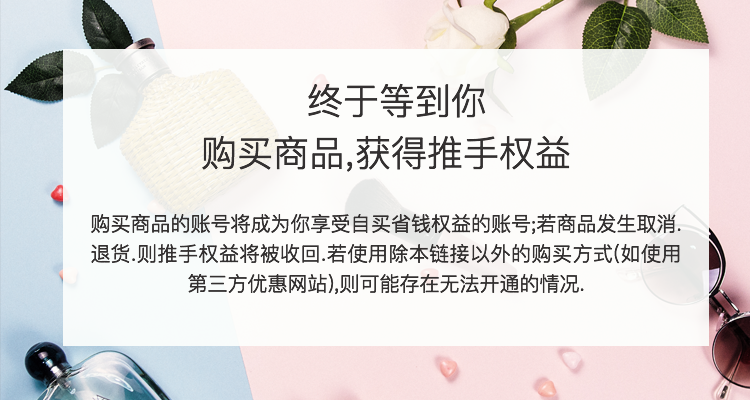 终于等到你
购买商品,获得推手权益
购买商品的账号将成为你享受自买省钱权益的账号;若商品发生取消.
退货.则推手权益将被收回.若使用除本链接以外的购买方式(如使用
第三方优惠网站),则可能存在无法开通的情况.